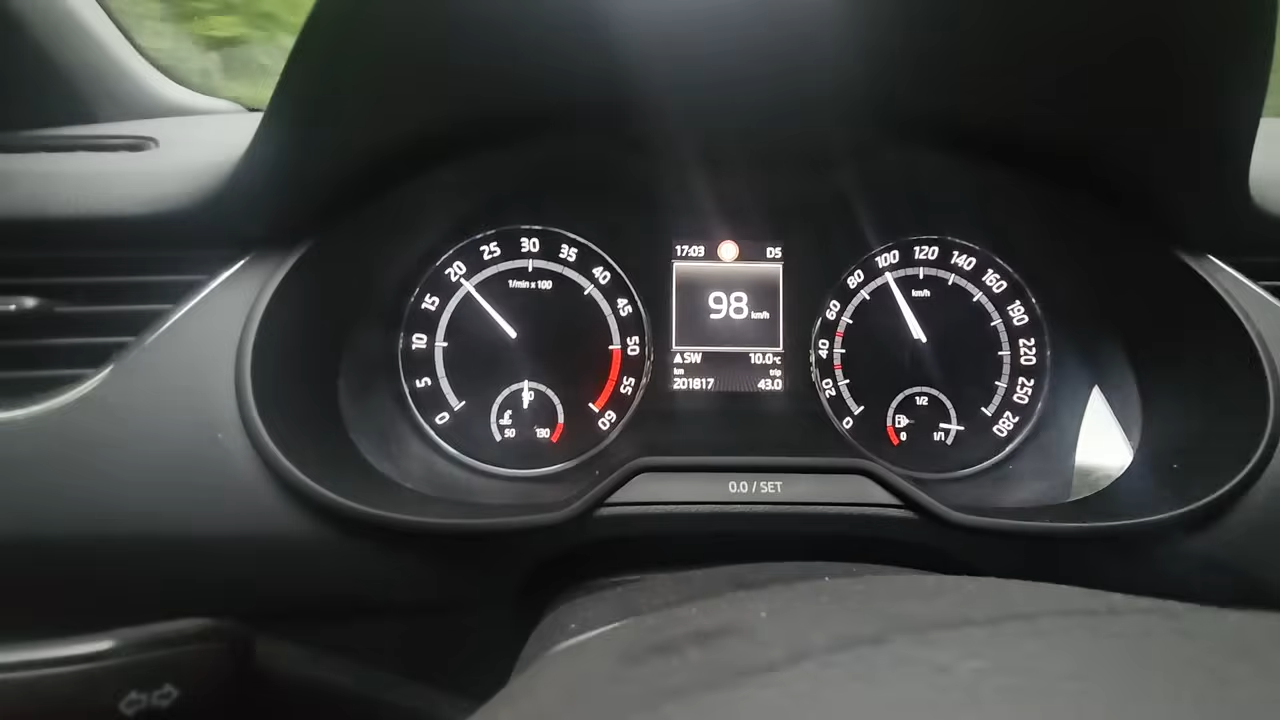 0 5 10 15 20 25 30 35 40 45 50 55 60
1/min x 100
50 90 130
17:03 D5
98 km/h
SW 10.0°C
km trip
201817 43.0
0 20 40 60 80 100 120 140 160 190 220 250 280
km/h
1/2
0 1/1
0.0 / SET